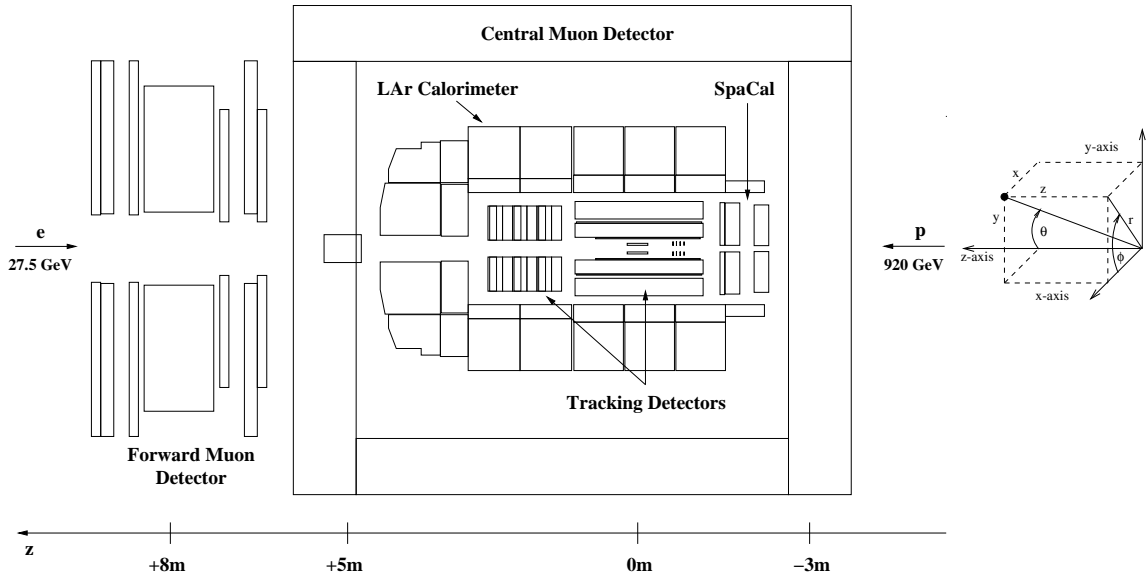 Central Muon Detector
LAr Calorimeter
SpaCal
e
27.5 GeV
p
920 GeV
y-axis
x
z
y
θ
r
ϕ
z-axis
x-axis
Tracking Detectors
Forward Muon
Detector
z
+8m
+5m
0m
−3m